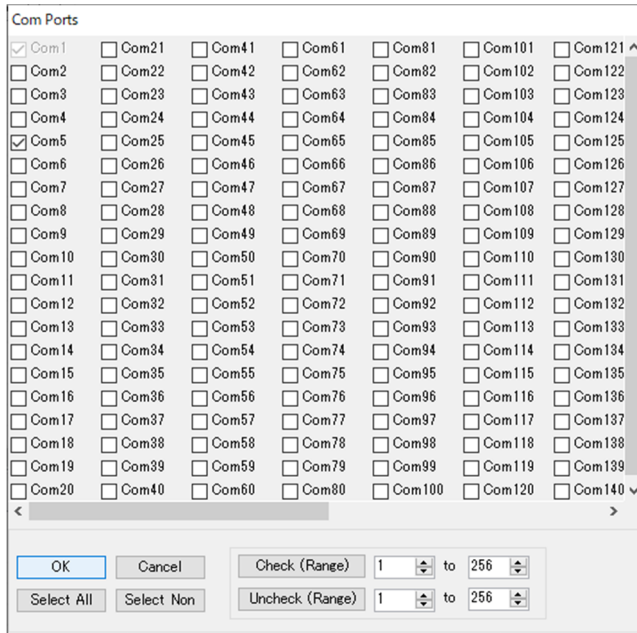 Com Ports
Com1 Com21 Com41 Com61 Com81 Com101 Com121
Com2 Com22 Com42 Com62 Com82 Com102 Com122
Com3 Com23 Com43 Com63 Com83 Com103 Com123
Com4 Com24 Com44 Com64 Com84 Com104 Com124
Com5 Com25 Com45 Com65 Com85 Com105 Com125
Com6 Com26 Com46 Com66 Com86 Com106 Com126
Com7 Com27 Com47 Com67 Com87 Com107 Com127
Com8 Com28 Com48 Com68 Com88 Com108 Com128
Com9 Com29 Com49 Com69 Com89 Com109 Com129
Com10 Com30 Com50 Com70 Com90 Com110 Com130
Com11 Com31 Com51 Com71 Com91 Com111 Com131
Com12 Com32 Com52 Com72 Com92 Com112 Com132
Com13 Com33 Com53 Com73 Com93 Com113 Com133
Com14 Com34 Com54 Com74 Com94 Com114 Com134
Com15 Com35 Com55 Com75 Com95 Com115 Com135
Com16 Com36 Com56 Com76 Com96 Com116 Com136
Com17 Com37 Com57 Com77 Com97 Com117 Com137
Com18 Com38 Com58 Com78 Com98 Com118 Com138
Com19 Com39 Com59 Com79 Com99 Com119 Com139
Com20 Com40 Com60 Com80 Com100 Com120 Com140
OK Cancel Check (Range) 1 to 256
Select All Select Non Uncheck (Range) 1 to 256